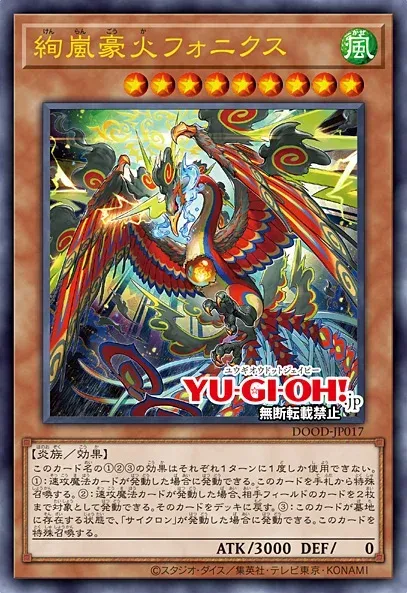 絢嵐豪火フォニクス
けんらんごうか
風
かぜ
ユウギオウドットジェイピー
YU-GI-OH!.jp
無断転載禁止
DOOD-JP017
【炎族／効果】
このカード名の①②③の効果はそれぞれ１ターンに１度しか使用できない。
①：速攻魔法カードが発動した場合に発動できる。このカードを手札から特殊
召喚する。②：速攻魔法カードが発動した場合、相手フィールドのカードを２枚
まで対象として発動できる。そのカードをデッキに戻す。③：このカードが墓地
に存在する状態で、「サイクロン」が発動した場合に発動できる。このカードを
特殊召喚する。
ATK/3000 DEF/ 0
©スタジオ・ダイス／集英社・テレビ東京・KONAMI